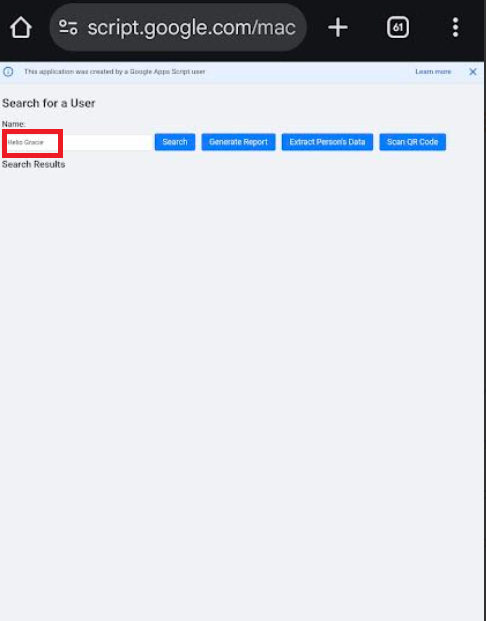 script.google.com/mac
61
This application was created by a Google Apps Script user
Learn more
Search for a User
Name:
Helio Gracie
Search
Generate Report
Extract Person's Data
Scan QR Code
Search Results